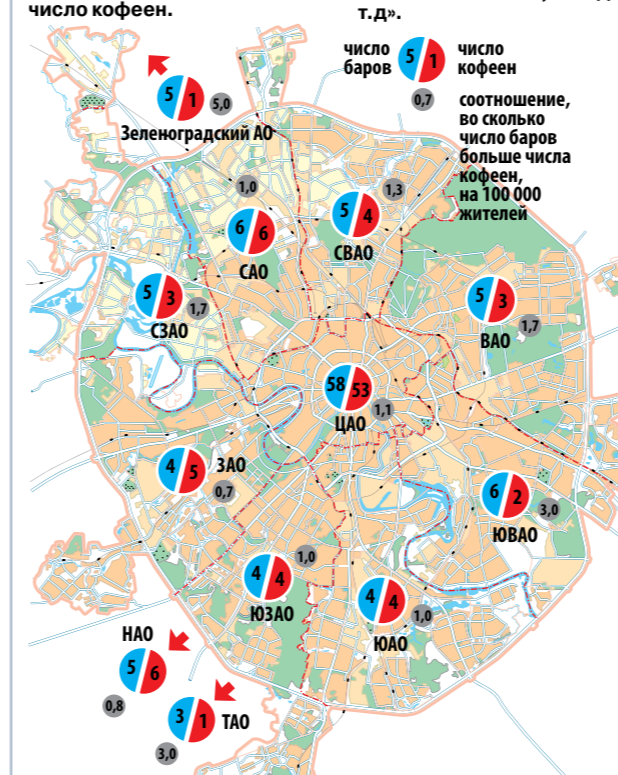 число кофеен.
т.д».
число баров
5
1
число кофеен
0,7
соотношение,
во сколько
число баров
больше числа
кофеен,
на 100 000
жителей
5
1
5,0
Зеленоградский АО
1,0
6
6
САО
1,3
5
4
СВАО
5
3
1,7
СЗАО
5
3
1,7
ВАО
58
53
1,1
ЦАО
4
5
ЗАО
0,7
6
2
3,0
ЮВАО
1,0
4
4
ЮЗАО
4
4
1,0
ЮАО
НАО
5
6
0,8
3
1
ТАО
3,0